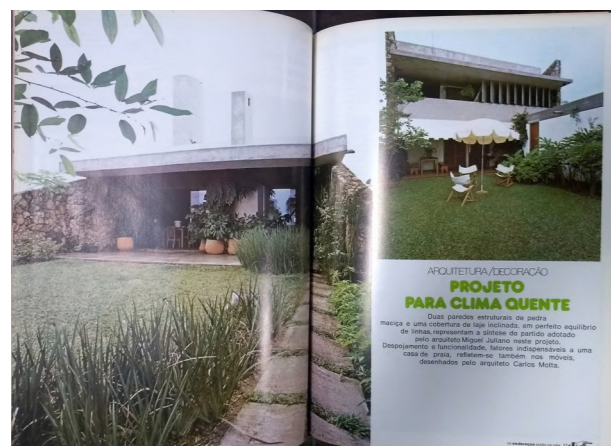 ARQUITETURA/DECORAÇÃO
PROJETO
PARA CLIMA QUENTE
Duas paredes estruturais de pedra
maciça e uma cobertura de laje inclinada, em perfeito equilíbrio
de linhas, representam a síntese do partido adotado
pelo arquiteto Miguel Juliano neste projeto.
Despojamento e funcionalidade, fatores indispensáveis a uma
casa de praia, refletem-se também nos móveis,
desenhados pelo arquiteto Carlos Motta.